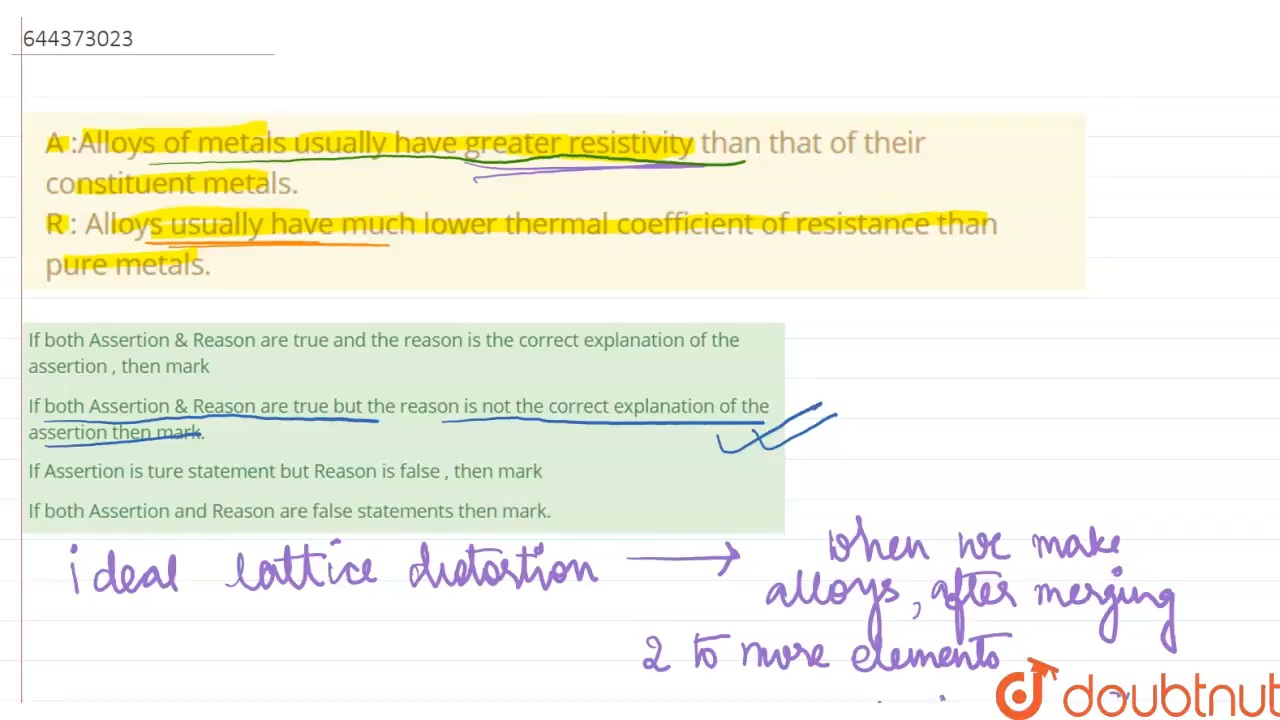 644373023
A :Alloys of metals usually have greater resistivity than that of their
constituent metals.
R : Alloys usually have much lower thermal coefficient of resistance than
pure metals.
If both Assertion & Reason are true and the reason is the correct explanation of the
assertion , then mark
If both Assertion & Reason are true but the reason is not the correct explanation of the
assertion then mark.
If Assertion is ture statement but Reason is false , then mark
If both Assertion and Reason are false statements then mark.
ideal lattice distortion → when we make
alloys, after merging
2 to more elements
doubtnut